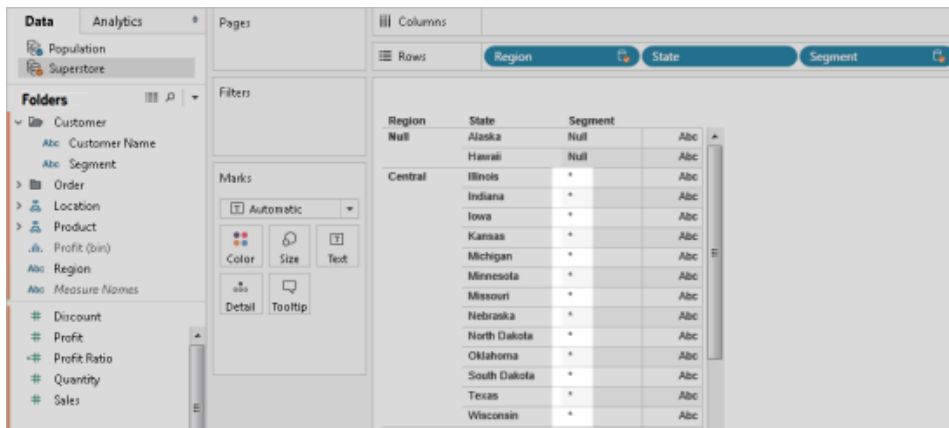 Data Analytics
Population
Superstore
Folders
Customer
Abc Customer Name
Abc Segment
Order
Location
Product
Profit (bin)
Abc Region
Abc Measure Names
# Discount
# Profit
=# Profit Ratio
# Quantity
# Sales
Pages
Filters
Marks
T Automatic
Color Size Text
Detail Tooltip
Columns
Rows Region State Segment
Region State Segment
Null Alaska Null Abc
Hawaii Null Abc
Central Illinois * Abc
Indiana * Abc
Iowa * Abc
Kansas * Abc
Michigan * Abc
Minnesota * Abc
Missouri * Abc
Nebraska * Abc
North Dakota * Abc
Oklahoma * Abc
South Dakota * Abc
Texas * Abc
Wisconsin * Abc